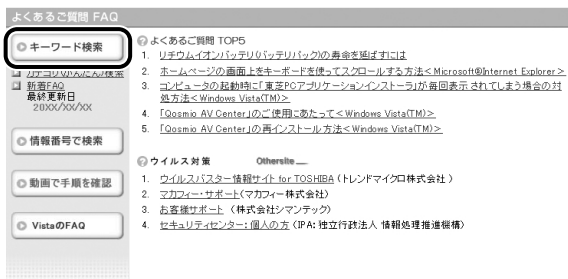 よくあるご質問 FAQ
キーワード検索
カテゴリ(かんたん)検索
新着FAQ
最終更新日
20XX/XX/XX
情報番号で検索
動画で手順を確認
VistaのFAQ
よくあるご質問 TOP5
1. リチウムイオンバッテリ(バッテリパック)の寿命を延ばすには
2. ホームページの画面上をキーボードを使ってスクロールする方法<Microsoft®Internet Explorer>
3. コンピュータの起動時に「東芝PCアプリケーションインストーラ」が毎回表示されてしまう場合の対
処方法<Windows Vista(TM)>
4. 「Qosmio AV Center」のご使用にあたって<Windows Vista(TM)>
5. 「Qosmio AV Center」の再インストール方法<Windows Vista(TM)>
ウイルス対策 Othersite
1. ウイルスバスター情報サイト for TOSHIBA (トレンドマイクロ株式会社)
2. マカフィー・サポート(マカフィー株式会社)
3. お客様サポート (株式会社シマンテック)
4. セキュリティセンター:個人の方 (IPA:独立行政法人 情報処理推進機構)